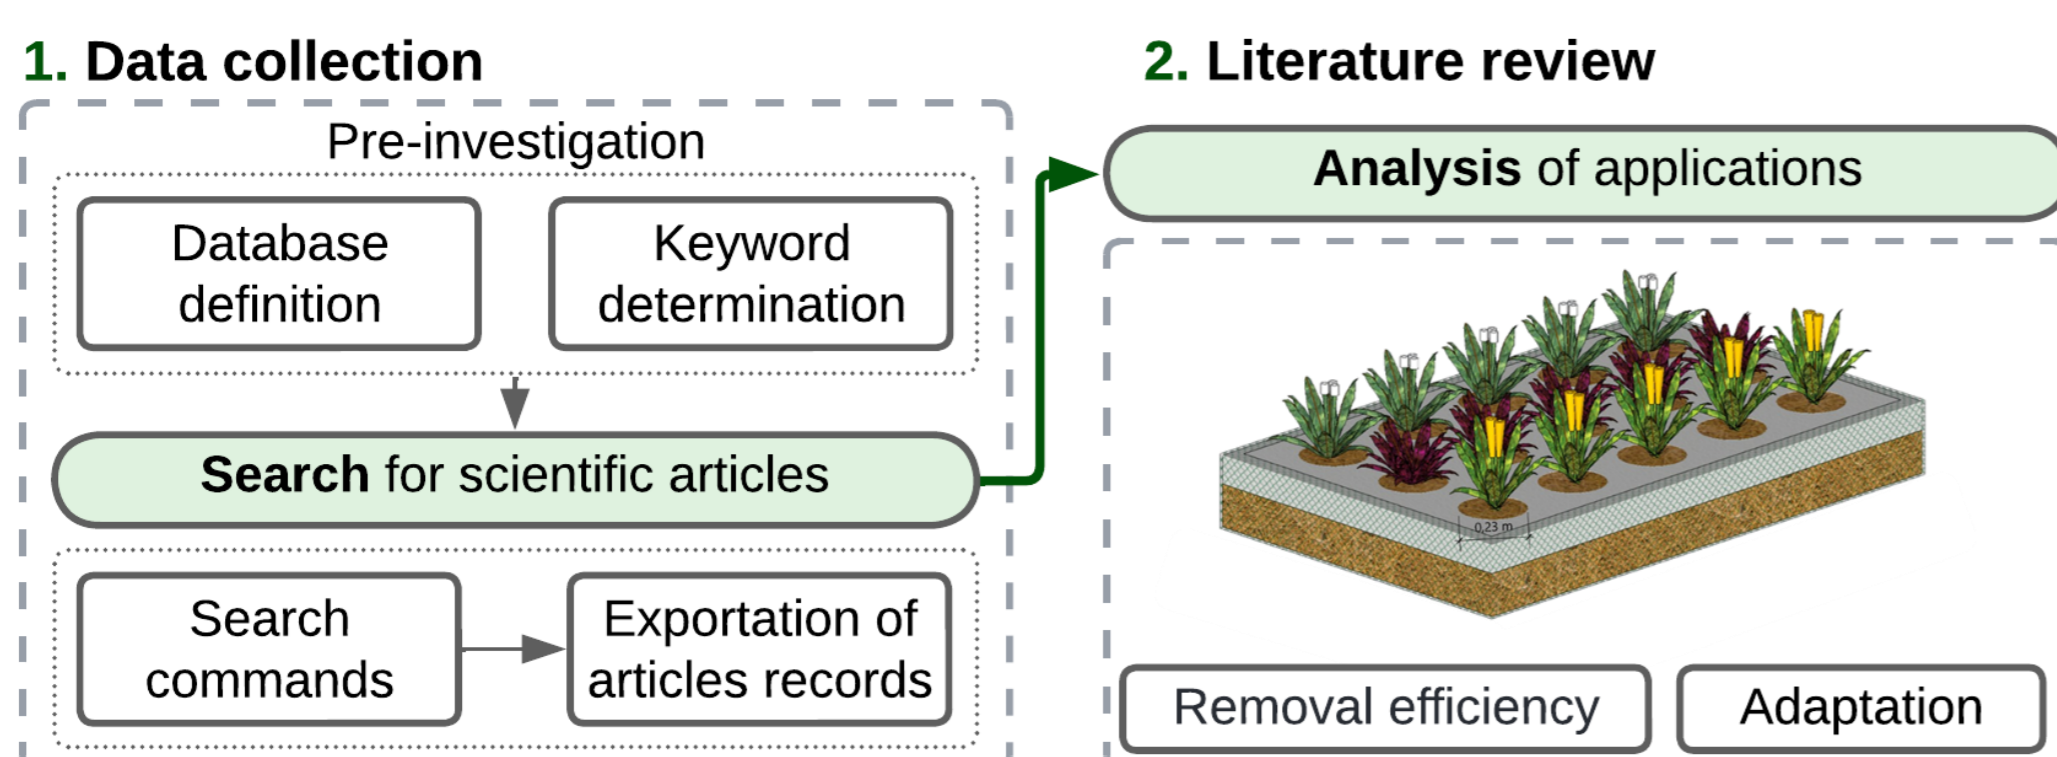 1. Data collection
Pre-investigation
Database
definition
Keyword
determination
Search for scientific articles
Search
commands
Exportation of
articles records
2. Literature review
Analysis of applications
0,23 m
Removal efficiency
Adaptation